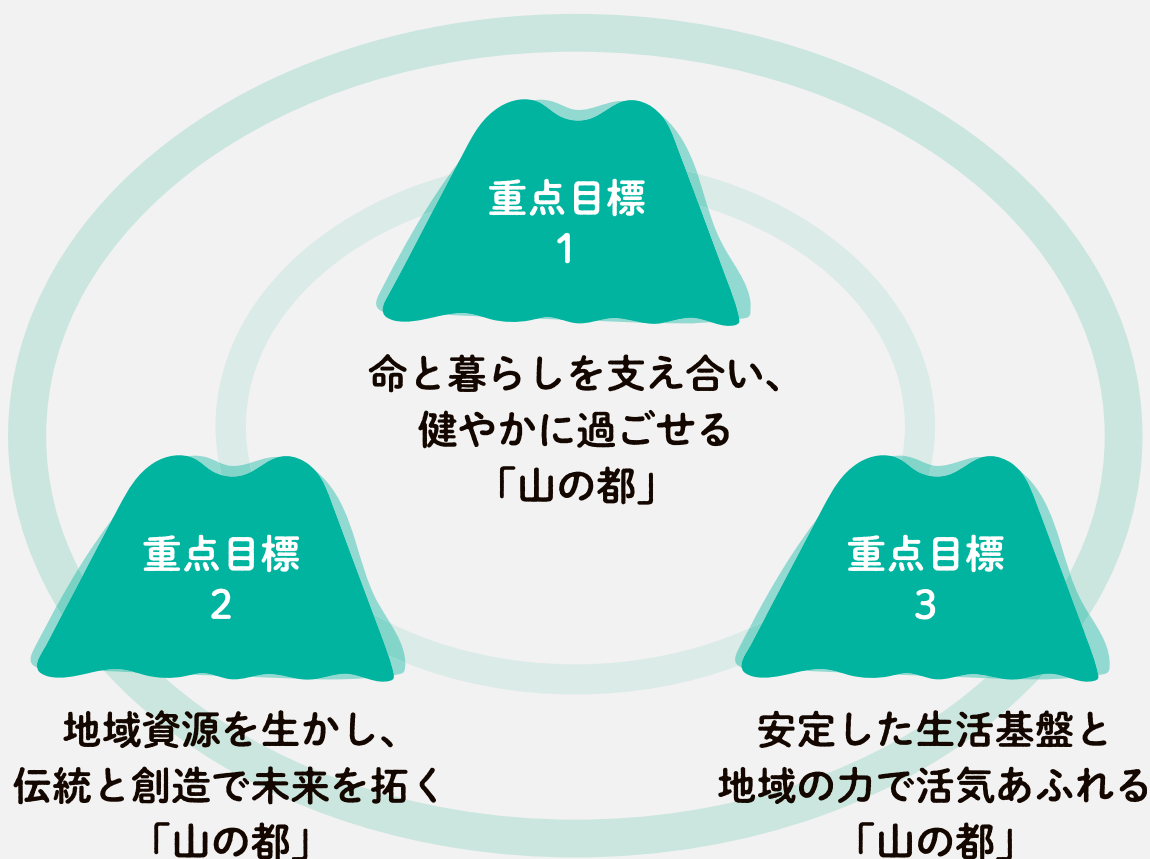 重点目標
1
命と暮らしを支え合い、
健やかに過ごせる
「山の都」
重点目標
2
地域資源を生かし、
伝統と創造で未来を拓く
「山の都」
重点目標
3
安定した生活基盤と
地域の力で活気あふれる
「山の都」